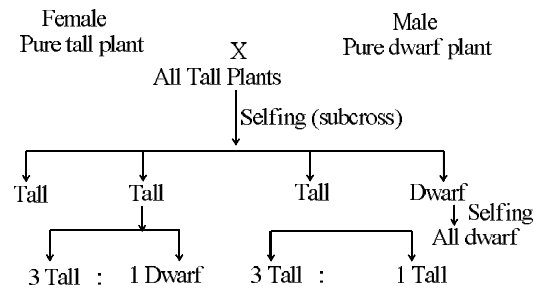 Female
Pure tall plant
Male
Pure dwarf plant
X
All Tall Plants
Selfing (subcross)
Tall
Tall
Tall
Dwarf
Selfing
All dwarf
3 Tall : 1 Dwarf
3 Tall : 1 Tall